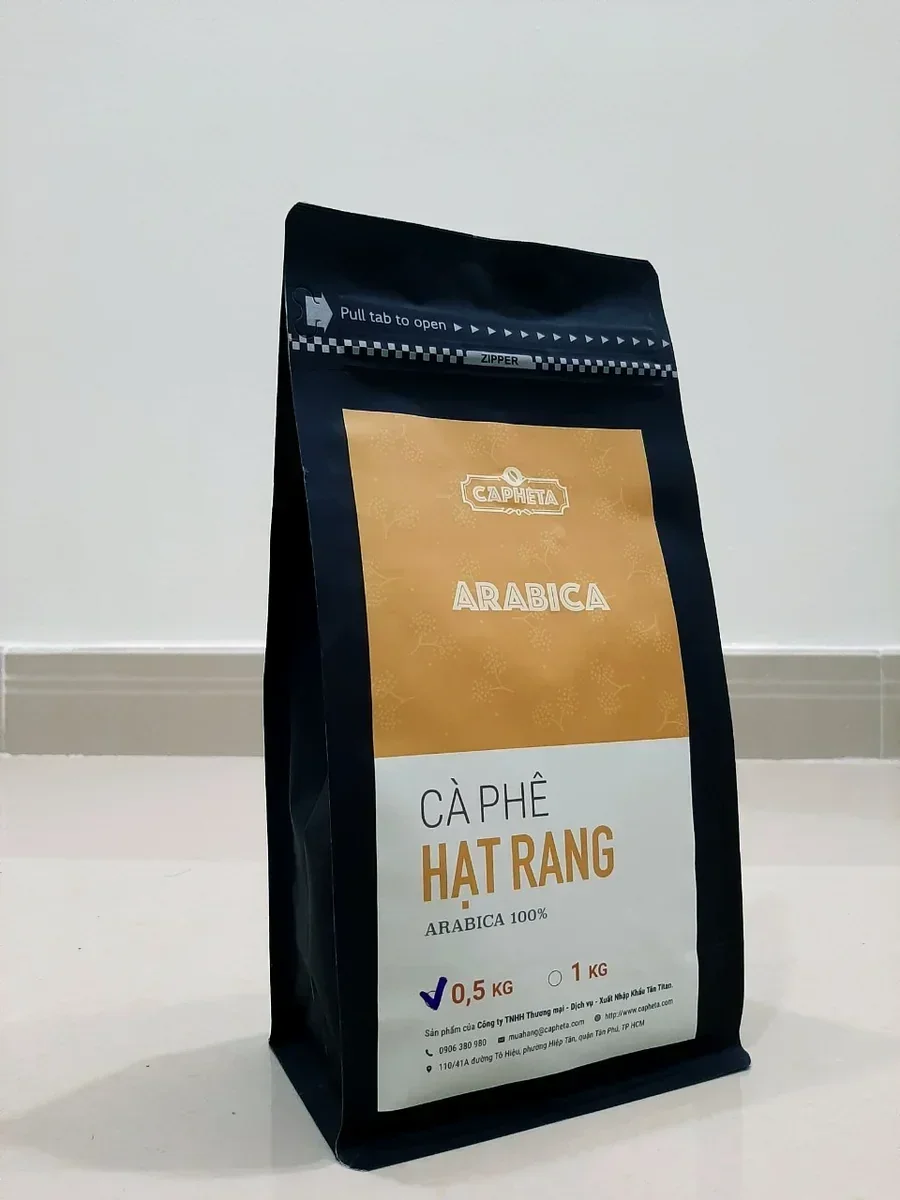 Pull tab to open
ZIPPER
CAPHÊTA
ARABICA
CÀ PHÊ
HẠT RANG
ARABICA 100%
0,5 KG 1 KG
Sản phẩm của Công ty TNHH Thương mại - Dịch vụ - Xuất Nhập Khẩu Tân Titan.
0906 380 980 muahang@capheta.com http://www.capheta.com
110/41A đường Tô Hiệu, phường Hiệp Tân, quận Tân Phú, TP HCM